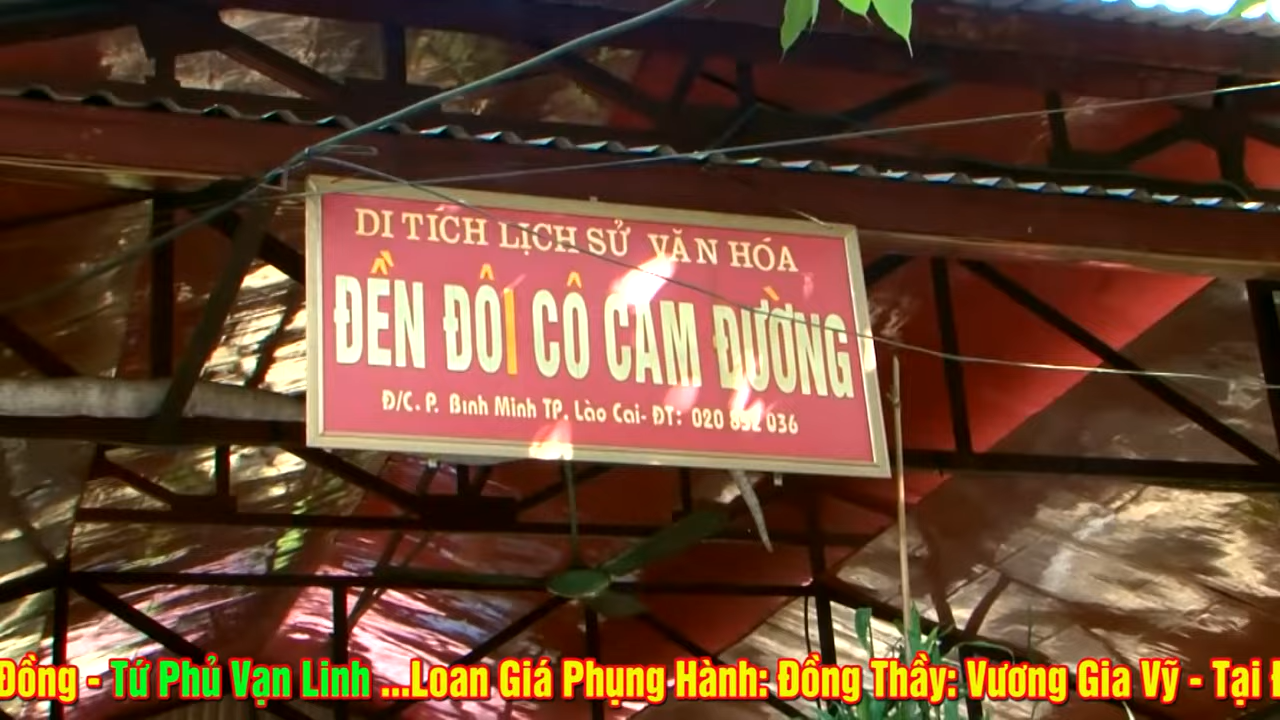 DI TÍCH LỊCH SỬ VĂN HÓA
ĐỀN ĐÔI CÔ CAM ĐƯỜNG
Đ/C. P. Bình Minh TP. Lào Cai- ĐT: 020 852 036
Đồng - Tứ Phủ Vạn Linh ...Loan Giá Phụng Hành: Đồng Thầy: Vương Gia Vỹ - Tại